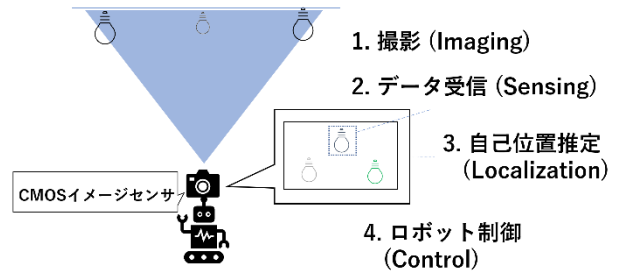 1. 撮影 (Imaging)
2. データ受信 (Sensing)
3. 自己位置推定
(Localization)
CMOSイメージセンサ
4. ロボット制御
(Control)